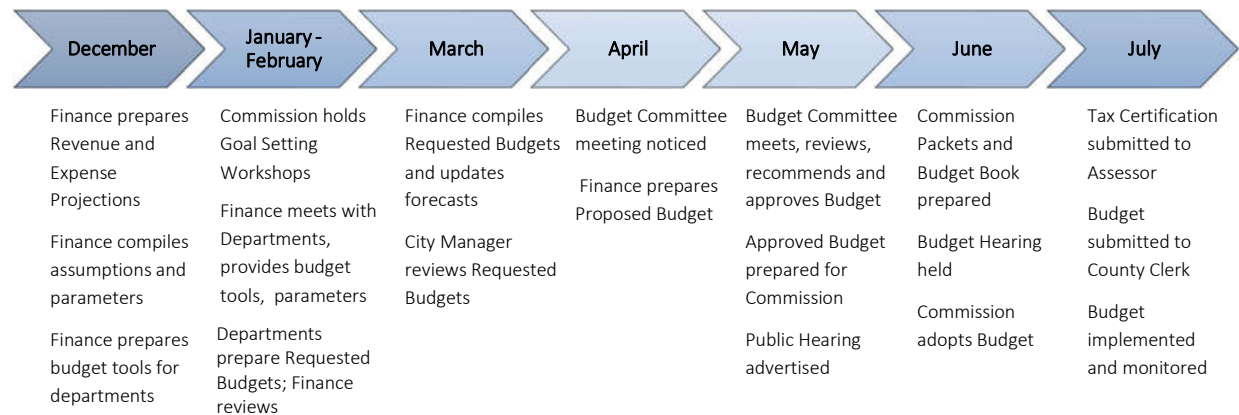 December
January -
February
March
April
May
June
July
Finance prepares
Revenue and
Expense
Projections
Finance compiles
assumptions and
parameters
Finance prepares
budget tools for
departments
Commission holds
Goal Setting
Workshops
Finance meets with
Departments,
provides budget
tools, parameters
Departments
prepare Requested
Budgets; Finance
reviews
Finance compiles
Requested Budgets
and updates
forecasts
City Manager
reviews Requested
Budgets
Budget Committee
meeting noticed
Finance prepares
Proposed Budget
Budget Committee
meets, reviews,
recommends and
approves Budget
Approved Budget
prepared for
Commission
Public Hearing
advertised
Commission
Packets and
Budget Book
prepared
Budget Hearing
held
Commission
adopts Budget
Tax Certification
submitted to
Assessor
Budget
submitted to
County Clerk
Budget
implemented
and monitored